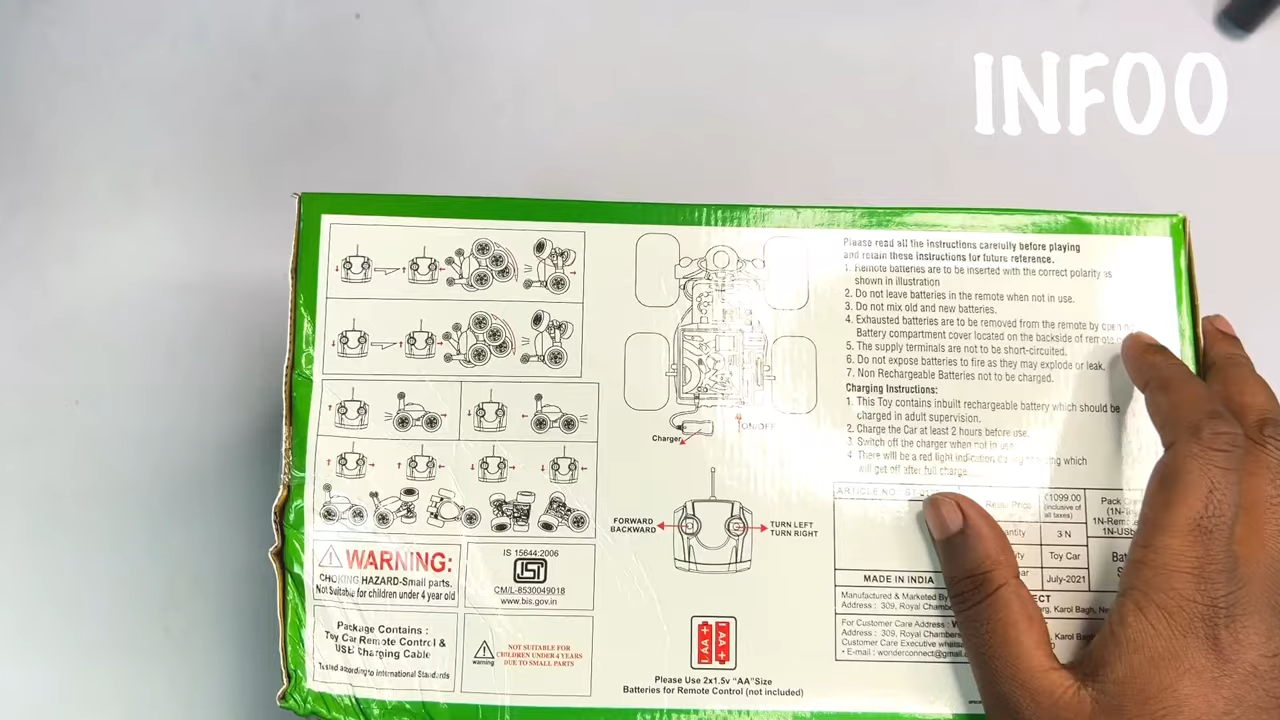 INFOO
Please read all the instructions carefully before playing
and retain these instructions for future reference.
1. Remote batteries are to be inserted with the correct polarity as
shown in illustration
2. Do not leave batteries in the remote when not in use.
3. Do not mix old and new batteries.
4. Exhausted batteries are to be removed from the remote by
Battery compartment cover located on the backside of remote
5. The supply terminals are not to be short-circuited.
6. Do not expose batteries to fire as they may explode or leak.
7. Non Rechargeable Batteries not to be charged.
Charging Instructions:
1. This Toy contains inbuilt rechargeable battery which should be
charged in adult supervision.
2. Charge the Car at least 2 hours before use.
3. Switch off the charger when not in use
4 There will be a red light indication which
will get off after full charge
Charger
ON/OFF
FORWARD
BACKWARD
TURN LEFT
TURN RIGHT
AA
AA
Please Use 2x1.5v "AA"Size
Batteries for Remote Control (not included)
WARNING:
CHOKING HAZARD-Small parts.
Not Suitable for children under 4 year old
IS 15644:2006
ISI
CM/L-8530049018
www.bis.gov.in
Package Contains :
Toy Car Remote Control &
USB Charging Cable
Tested according to International Standards
warning
NOT SUITABLE FOR
CHILDREN UNDER 4 YEARS
DUE TO SMALL PARTS
ARTICLE NO.
Price
₹1099.00
(inclusive of
all taxes)
Pack
3 N
Toy Car
July-2021
MADE IN INDIA
Manufactured & Marketed By
Address : 309, Royal
Karol Bagh,
For Customer Care Address :
Address : 309, Royal
Karol
Customer Care Executive
• E-mail :